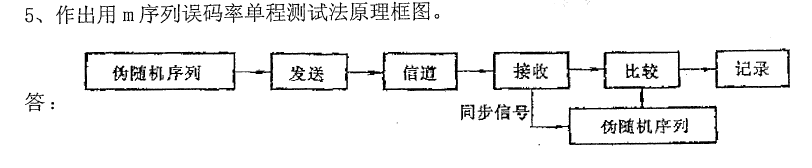 5、作出用 m 序列误码率单程测试法原理框图。
伪随机序列 发送 信道 接收 比较 记录
答：
同步信号
伪随机序列